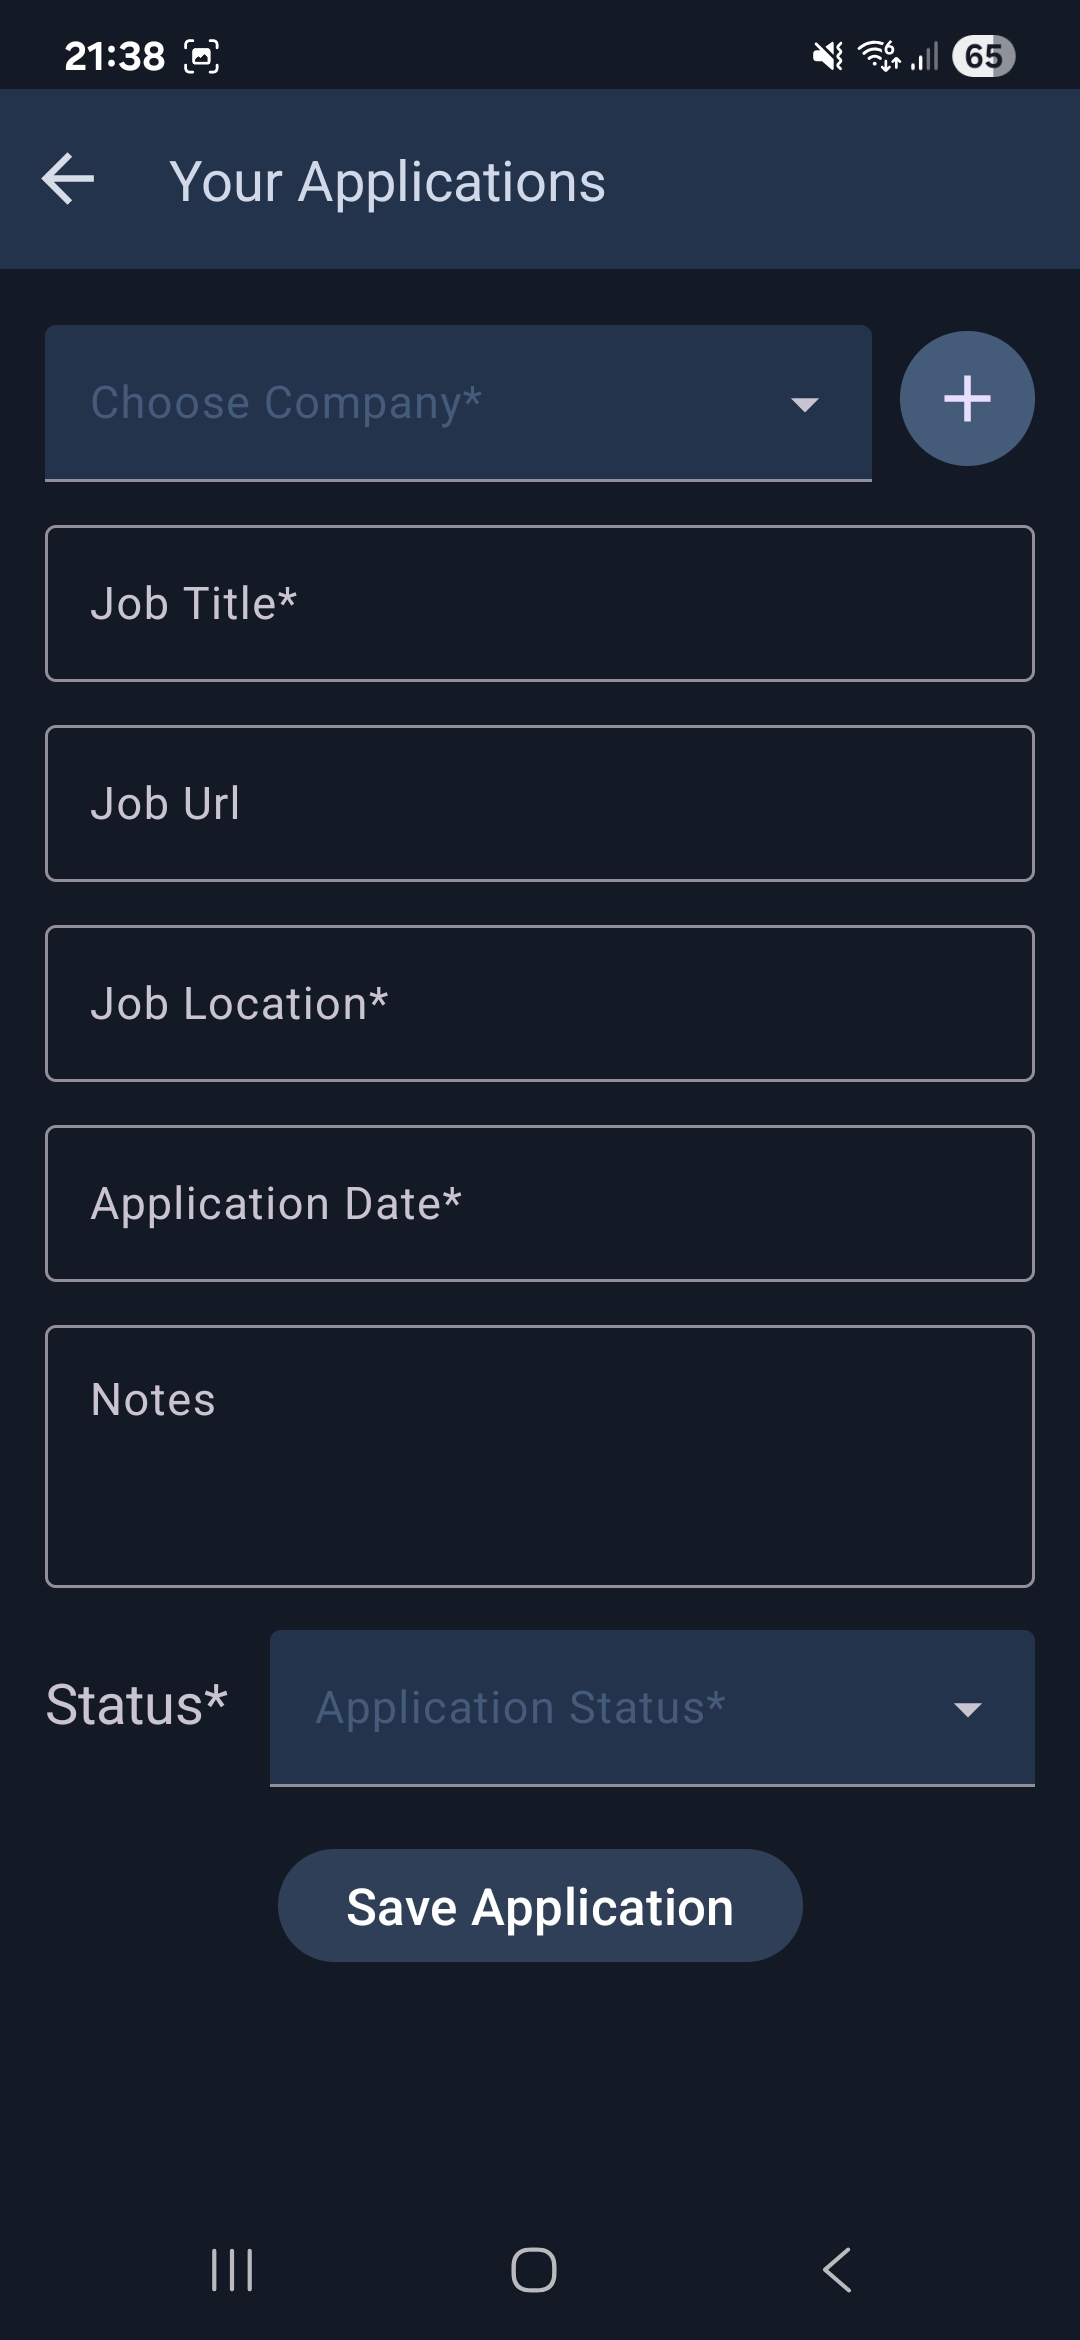 21:38
65
Your Applications
Choose Company*
Job Title*
Job Url
Job Location*
Application Date*
Notes
Status*
Application Status*
Save Application